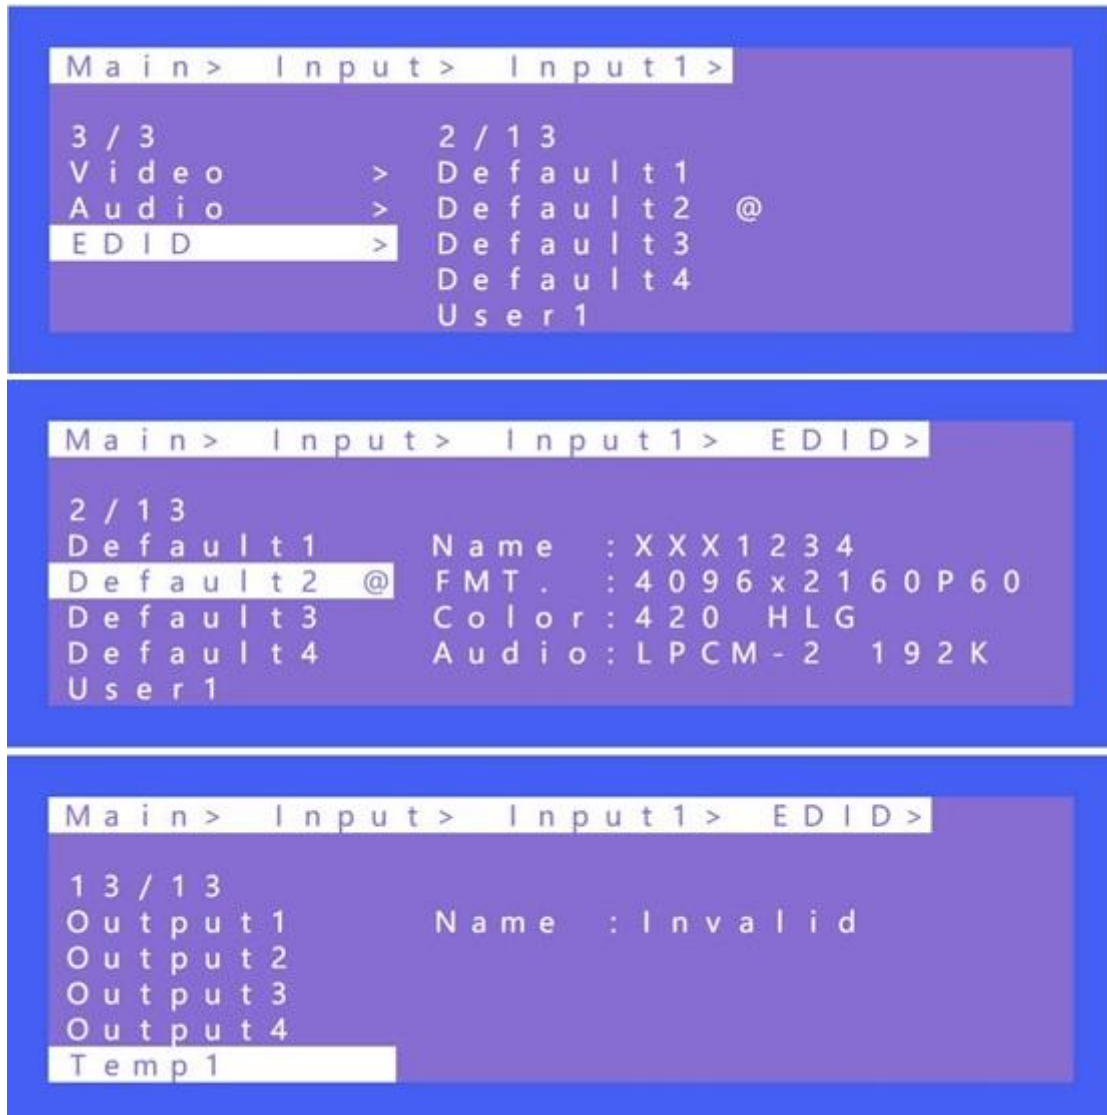 Main> Input> Input1>
3/3 2/13
Video > Default1
Audio > Default2 @
EDID > Default3
Default4
User1
Main> Input> Input1> EDID>
2/13
Default1 Name :XXX1234
Default2 @ FMT. :4096x2160P60
Default3 Color:420 HLG
Default4 Audio:LPCM-2 192K
User1
Main> Input> Input1> EDID>
13/13
Output1 Name :Invalid
Output2
Output3
Output4
Temp1